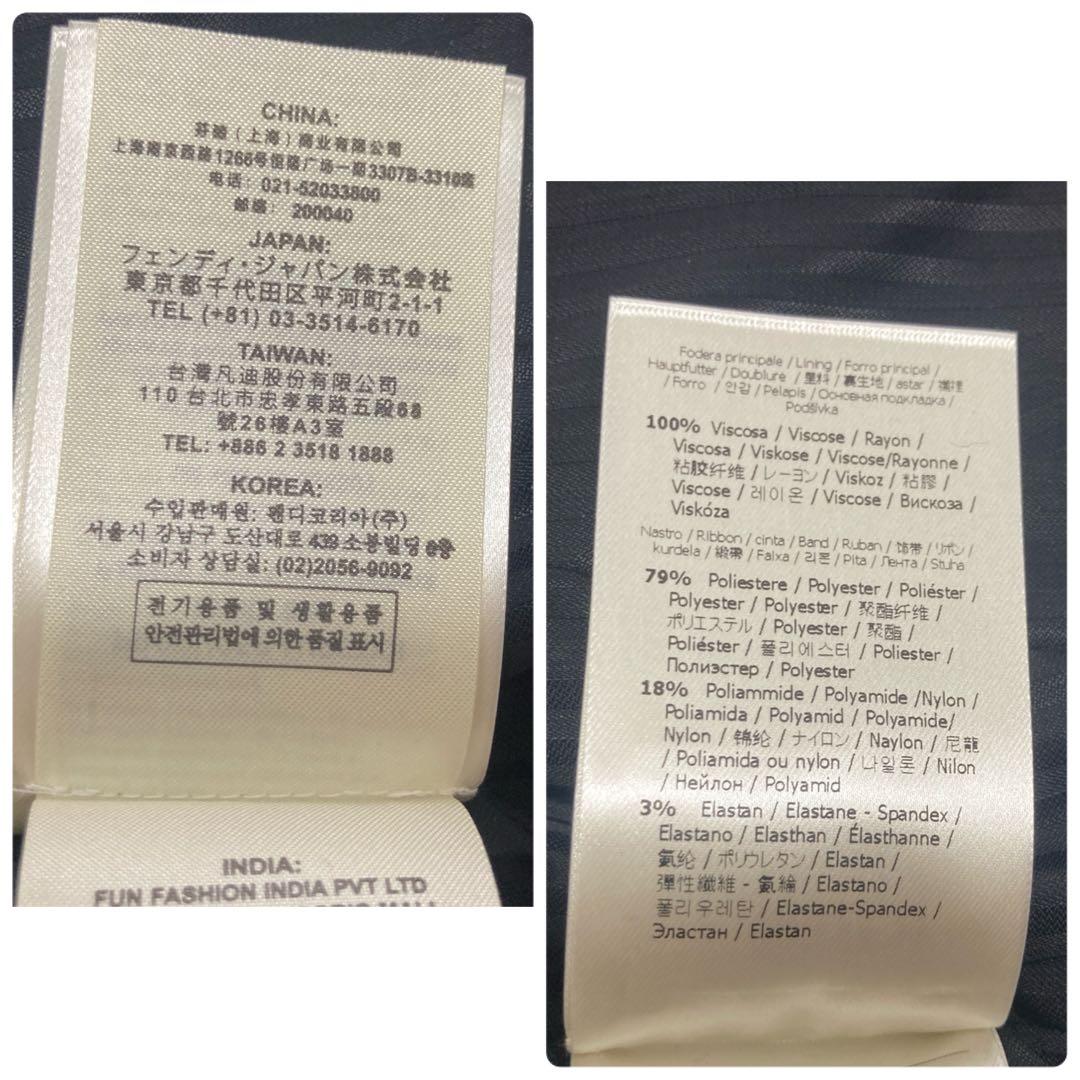 CHINA:
芬迪（上海）商业有限公司
上海南京西路1266号恒隆广场一期3307B-3310室
电话: 021-52033800
邮编: 200040
JAPAN:
フェンディ・ジャパン株式会社
東京都千代田区平河町2-1-1
TEL (+81) 03-3514-6170
TAIWAN:
台灣凡迪股份有限公司
110 台北市忠孝東路五段68
號26樓A3室
TEL: +886 2 3518 1888
KOREA:
수입판매원: 펜디코리아(주)
서울시 강남구 도산대로 439 소봉빌딩
소비자 상담실: (02)2056-9092
전기용품 및 생활용품
안전관리법에 의한 품질 표시
INDIA:
FUN FASHION INDIA PVT LTD
Fodera principale / Lining / Forro principal /
Hauptfutter / Doublure / 里料 / 裏生地 / astar / 裡
/ Forro / 안감 / Pelapis / Основная подкладка /
Podšívka
100% Viscosa / Viscose / Rayon /
Viscosa / Viskose / Viscose/Rayonne /
粘胶纤维 / レーヨン / Viskoz / 粘膠 /
Viscose / 레이온 / Viscose / Вискоза /
Viskóza
Nastro / Ribbon / cinta / Band / Ruban / 饰带 / リボン /
kurdela / 緞帶 / Faixa / 리본 / Pita / Лента / Stuha
79% Poliestere / Polyester / Poliéster /
Polyester / Polyester / 聚酯纤维 /
ポリエステル / Polyester / 聚酯 /
Poliéster / 폴리에스터 / Poliester /
Полиэстер / Polyester
18% Poliammide / Polyamide /Nylon /
Poliamida / Polyamid / Polyamide/
Nylon / 锦纶 / ナイロン / Naylon / 尼龍
/ Poliamida ou nylon / 나일론 / Nilon
/ Нейлон / Polyamid
3% Elastan / Elastane - Spandex /
Elastano / Elasthan / Élasthanne /
氨纶 / ポリウレタン / Elastan /
彈性纖維 - 氨綸 / Elastano /
폴리우레탄 / Elastane-Spandex /
Эластан / Elastan